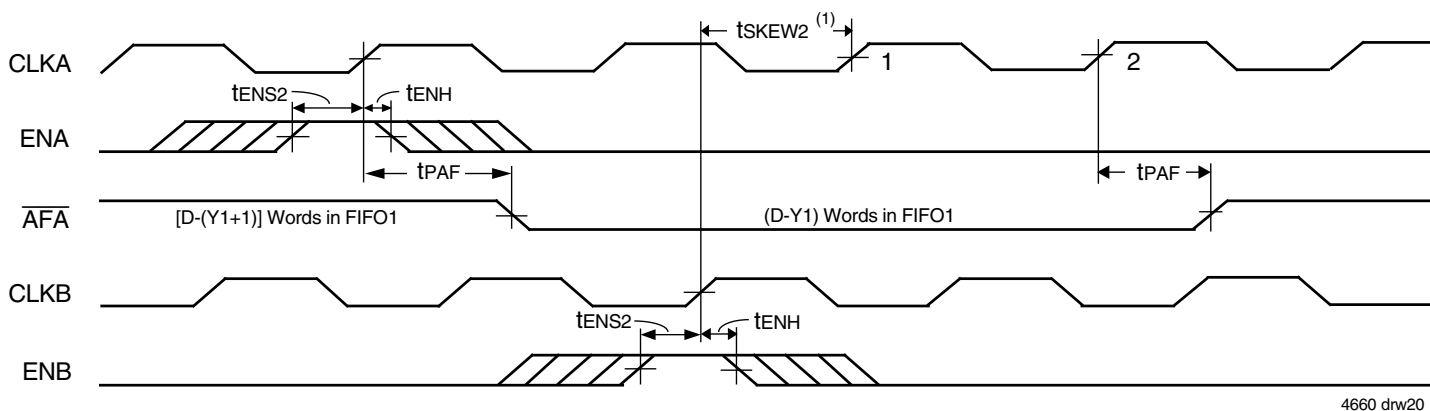 tSKEW2 (1)
CLKA
1
2
tENS2
tENH
ENA
tPAF
tPAF
AFA
[D-(Y1+1)] Words in FIFO1
(D-Y1) Words in FIFO1
CLKB
tENS2
tENH
ENB
4660 drw20